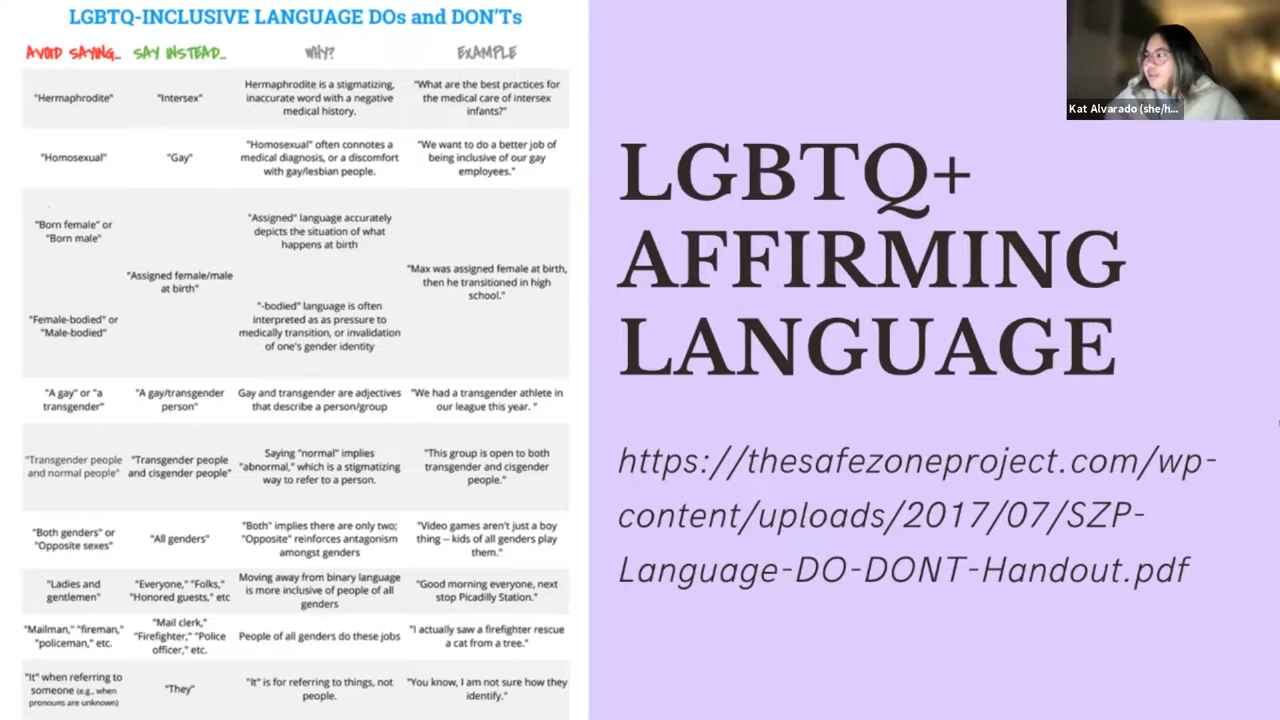 LGBTQ-INCLUSIVE LANGUAGE DOs and DON'Ts
AVOID SAYING... SAY INSTEAD... WHY? EXAMPLE
"Hermaphrodite"
"Intersex"
Hermaphrodite is a stigmatizing,
inaccurate word with a negative
medical history.
"What are the best practices for
the medical care of intersex
infants?"
"Homosexual"
"Gay"
"Homosexual" often connotes a
medical diagnosis, or a discomfort
with gay/lesbian people.
"We want to do a better job of
being inclusive of our gay
employees."
"Born female" or
"Born male"
"Female-bodied" or
"Male-bodied"
"Assigned female/male
at birth"
"Assigned" language accurately
depicts the situation of what
happens at birth
"-bodied" language is often
interpreted as as pressure to
medically transition, or invalidation
of one's gender identity
"Max was assigned female at birth,
then he transitioned in high
school."
"A gay" or "a
transgender"
"A gay/transgender
person"
Gay and transgender are adjectives
that describe a person/group
"We had a transgender athlete in
our league this year. "
"Transgender people
and normal people"
"Transgender people
and cisgender people"
Saying "normal" implies
"abnormal," which is a stigmatizing
way to refer to a person.
"This group is open to both
transgender and cisgender
people."
"Both genders" or
"Opposite sexes"
"All genders"
"Both" implies there are only two;
"Opposite" reinforces antagonism
amongst genders
"Video games aren't just a boy
thing -- kids of all genders play
them."
"Ladies and
gentlemen"
"Everyone," "Folks,"
"Honored guests," etc
Moving away from binary language
is more inclusive of people of all
genders
"Good morning everyone, next
stop Picadilly Station."
"Mailman," "fireman,"
"policeman," etc.
"Mail clerk,"
"Firefighter," "Police
officer," etc.
People of all genders do these jobs
"I actually saw a firefighter rescue
a cat from a tree."
"It" when referring to
someone (e.g., when
pronouns are unknown)
"They"
"It" is for referring to things, not
people.
"You know, I am not sure how they
identify."
LGBTQ+
AFFIRMING
LANGUAGE
https://thesafezoneproject.com/wp-
content/uploads/2017/07/SZP-
Language-DO-DONT-Handout.pdf
Kat Alvarado (she/h...